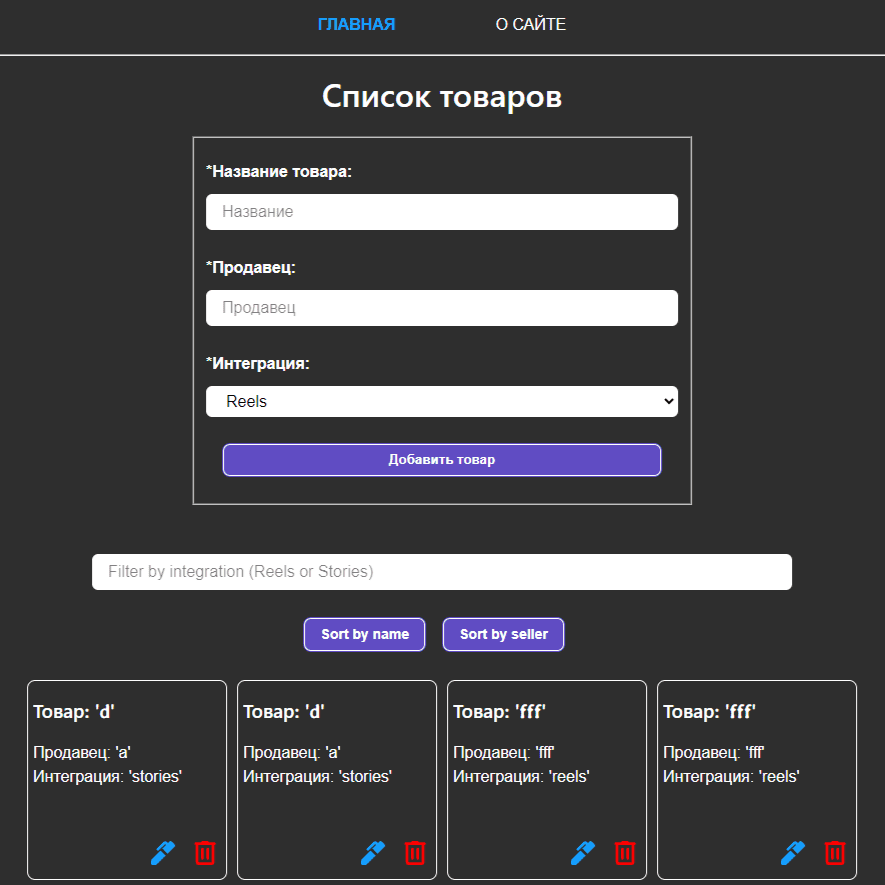 ГЛАВНАЯ О САЙТЕ
Список товаров
*Название товара:
Название
*Продавец:
Продавец
*Интеграция:
Reels
Добавить товар
Filter by integration (Reels or Stories)
Sort by name Sort by seller
Товар: 'd' Товар: 'd' Товар: 'fff' Товар: 'fff'
Продавец: 'a' Продавец: 'a' Продавец: 'fff' Продавец: 'fff'
Интеграция: 'stories' Интеграция: 'stories' Интеграция: 'reels' Интеграция: 'reels'